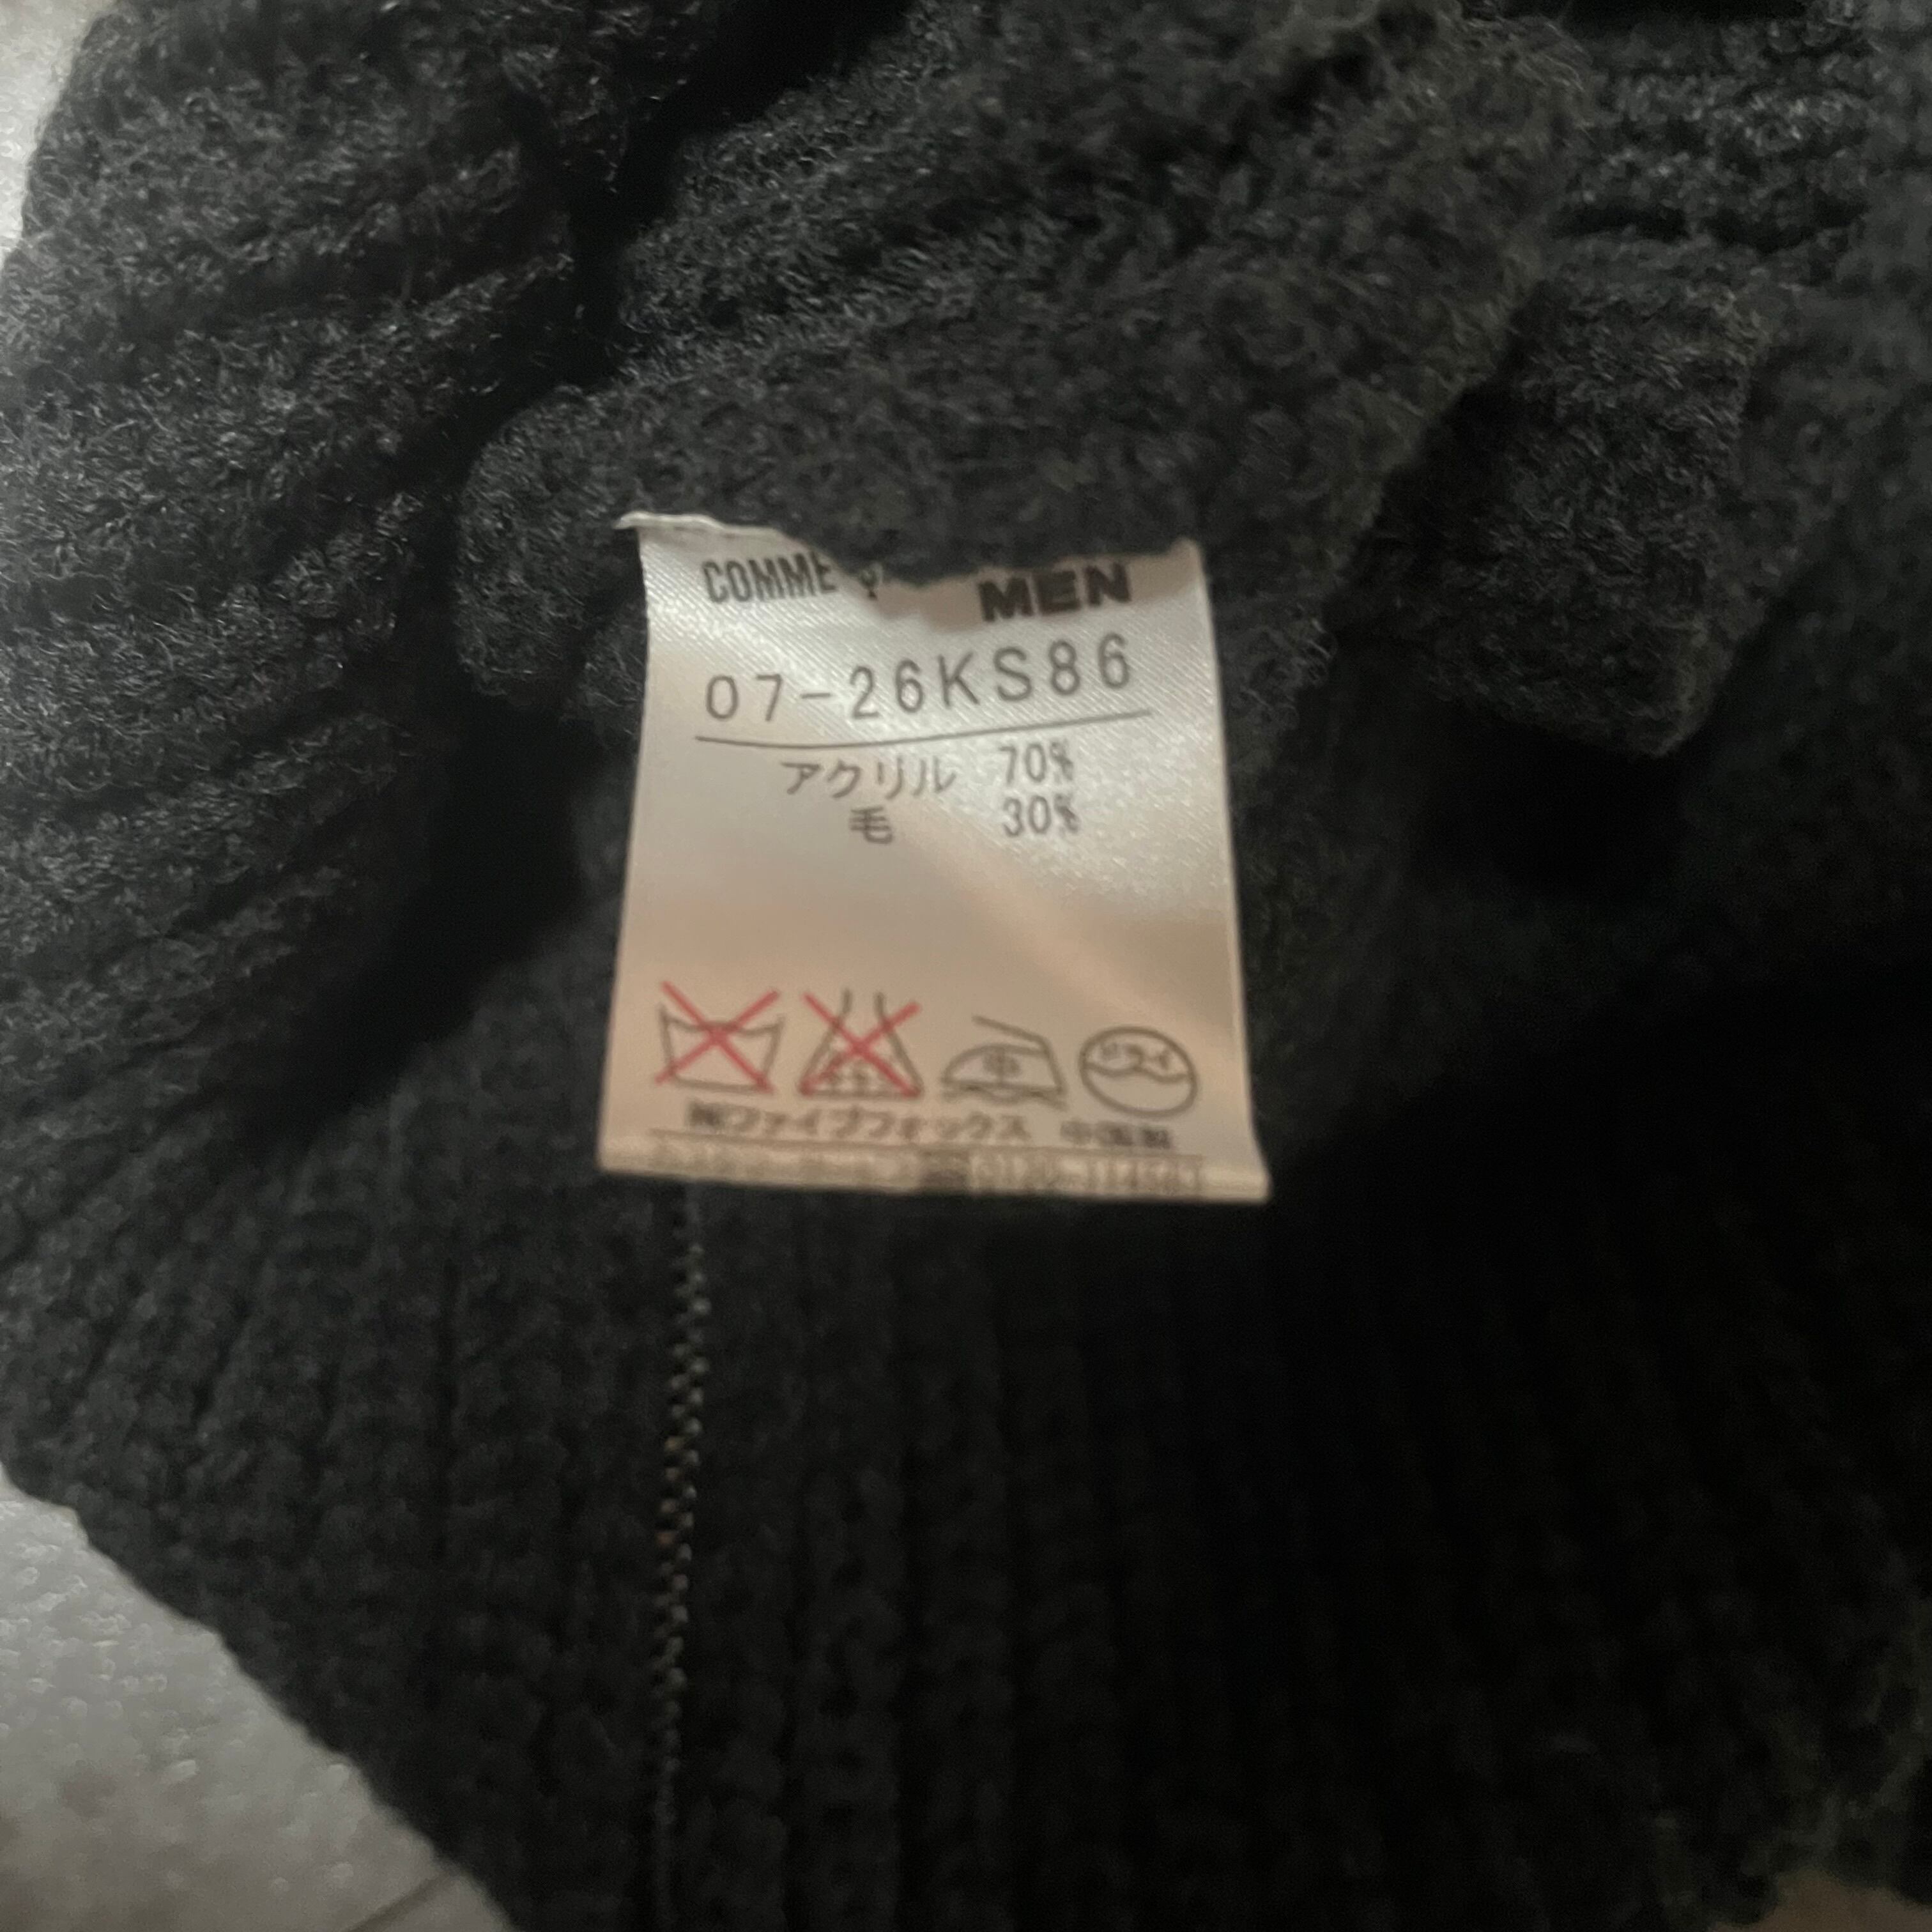 COMME MEN
07-26KS86
アクリル 70%
毛 30%
中
ドライ
㈱ファイブフォックス 中国製